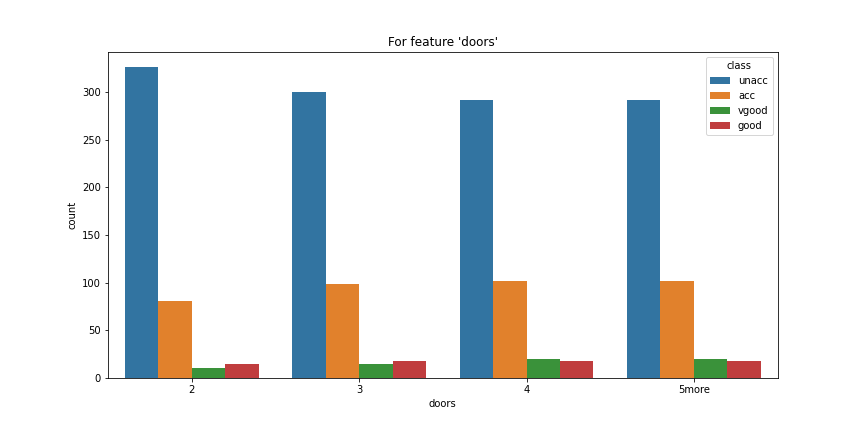 For feature 'doors'
class
unacc
acc
vgood
good
300
250
200
150
100
50
0
count
2 3 4 5more
doors